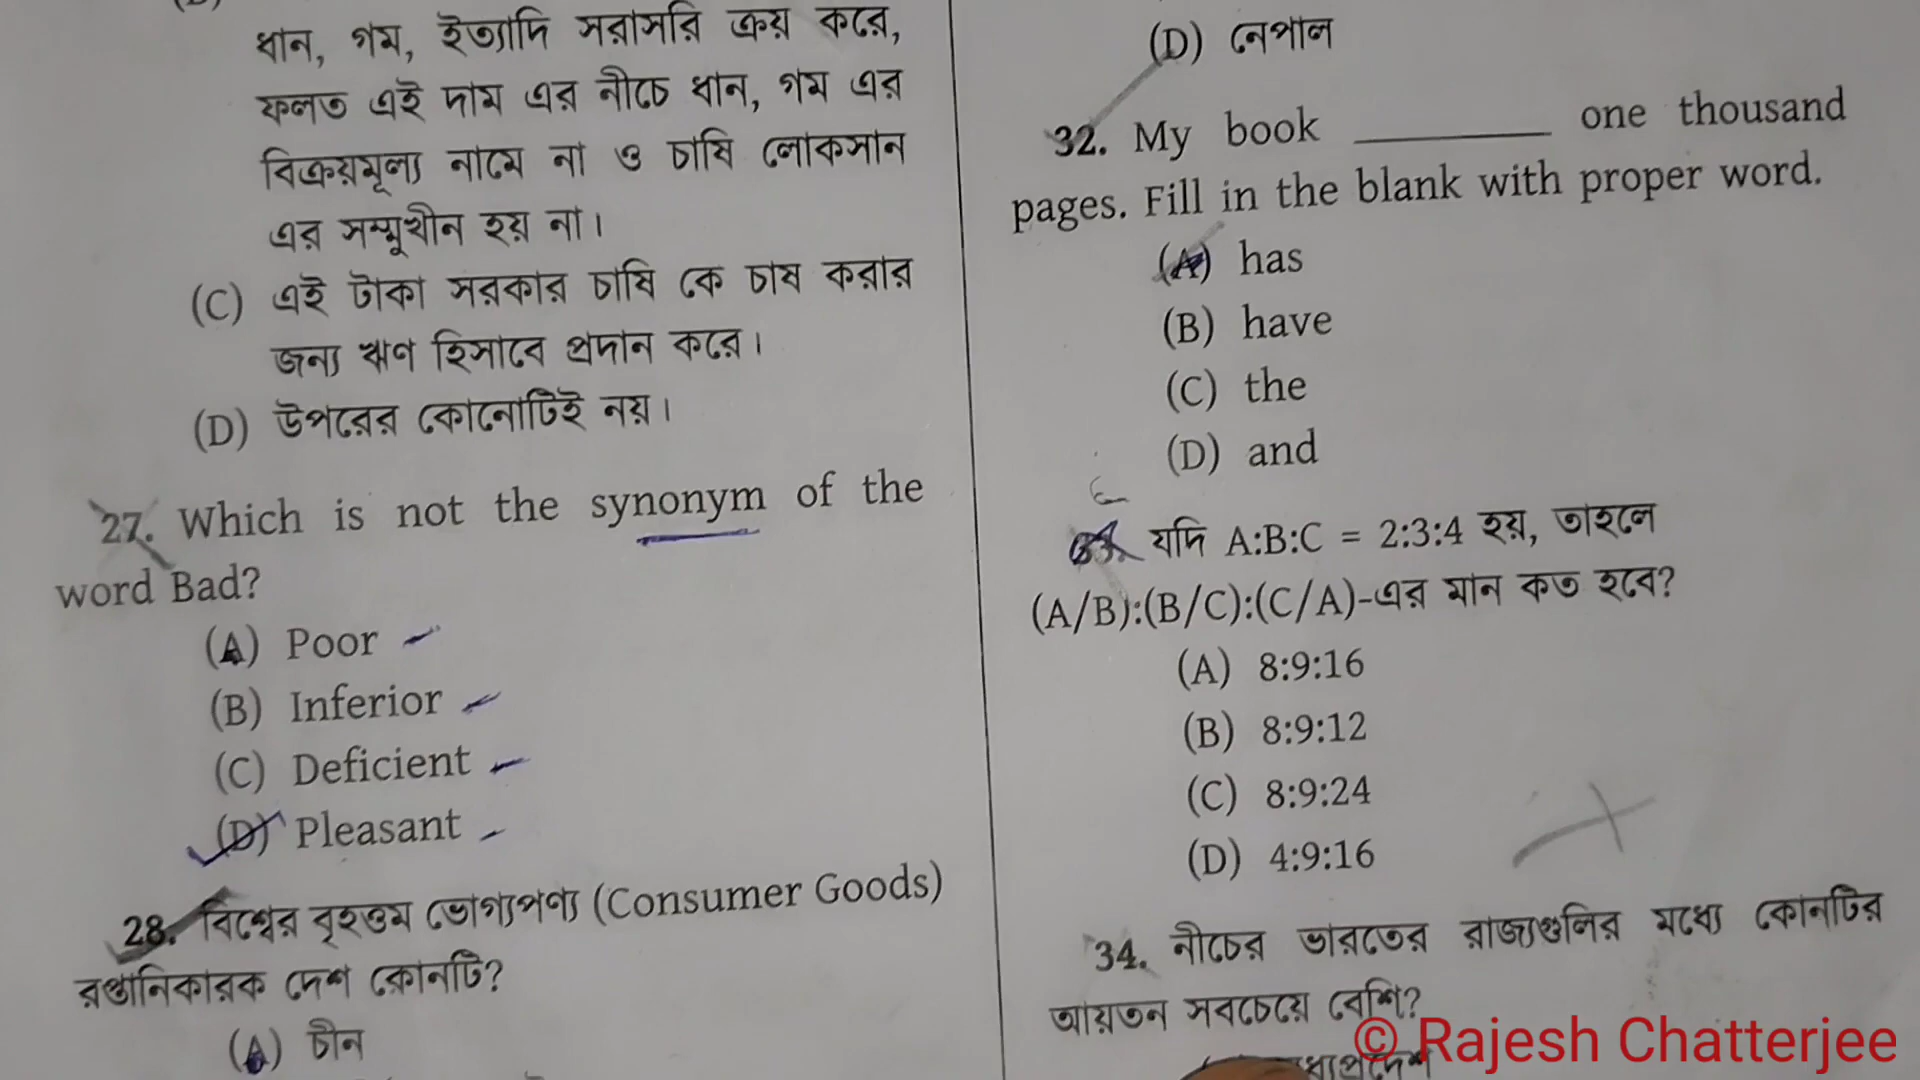 ধান, গম, ইত্যাদি সরাসরি ক্রয় করে,
ফলত এই দাম এর নীচে ধান, গম এর
বিক্রয়মূল্য নামে না ও চাষি লোকসান
এর সম্মুখীন হয় না।
(C) এই টাকা সরকার চাষি কে চাষ করার
জন্য ঋণ হিসাবে প্রদান করে।
(D) উপরের কোনোটিই নয়।
27. Which is not the synonym of the
word Bad?
(A) Poor
(B) Inferior
(C) Deficient
(D) Pleasant
28. বিশ্বের বৃহত্তম ভোগ্যপণ্য (Consumer Goods)
রপ্তানিকারক দেশ কোনটি?
(A) চীন
(D) নেপাল
32. My book ________ one thousand
pages. Fill in the blank with proper word.
(A) has
(B) have
(C) the
(D) and
33. যদি A:B:C = 2:3:4 হয়, তাহলে
(A/B):(B/C):(C/A)-এর মান কত হবে?
(A) 8:9:16
(B) 8:9:12
(C) 8:9:24
(D) 4:9:16
34. নীচের ভারতের রাজ্যগুলির মধ্যে কোনটির
আয়তন সবচেয়ে বেশি?
© Rajesh Chatterjee